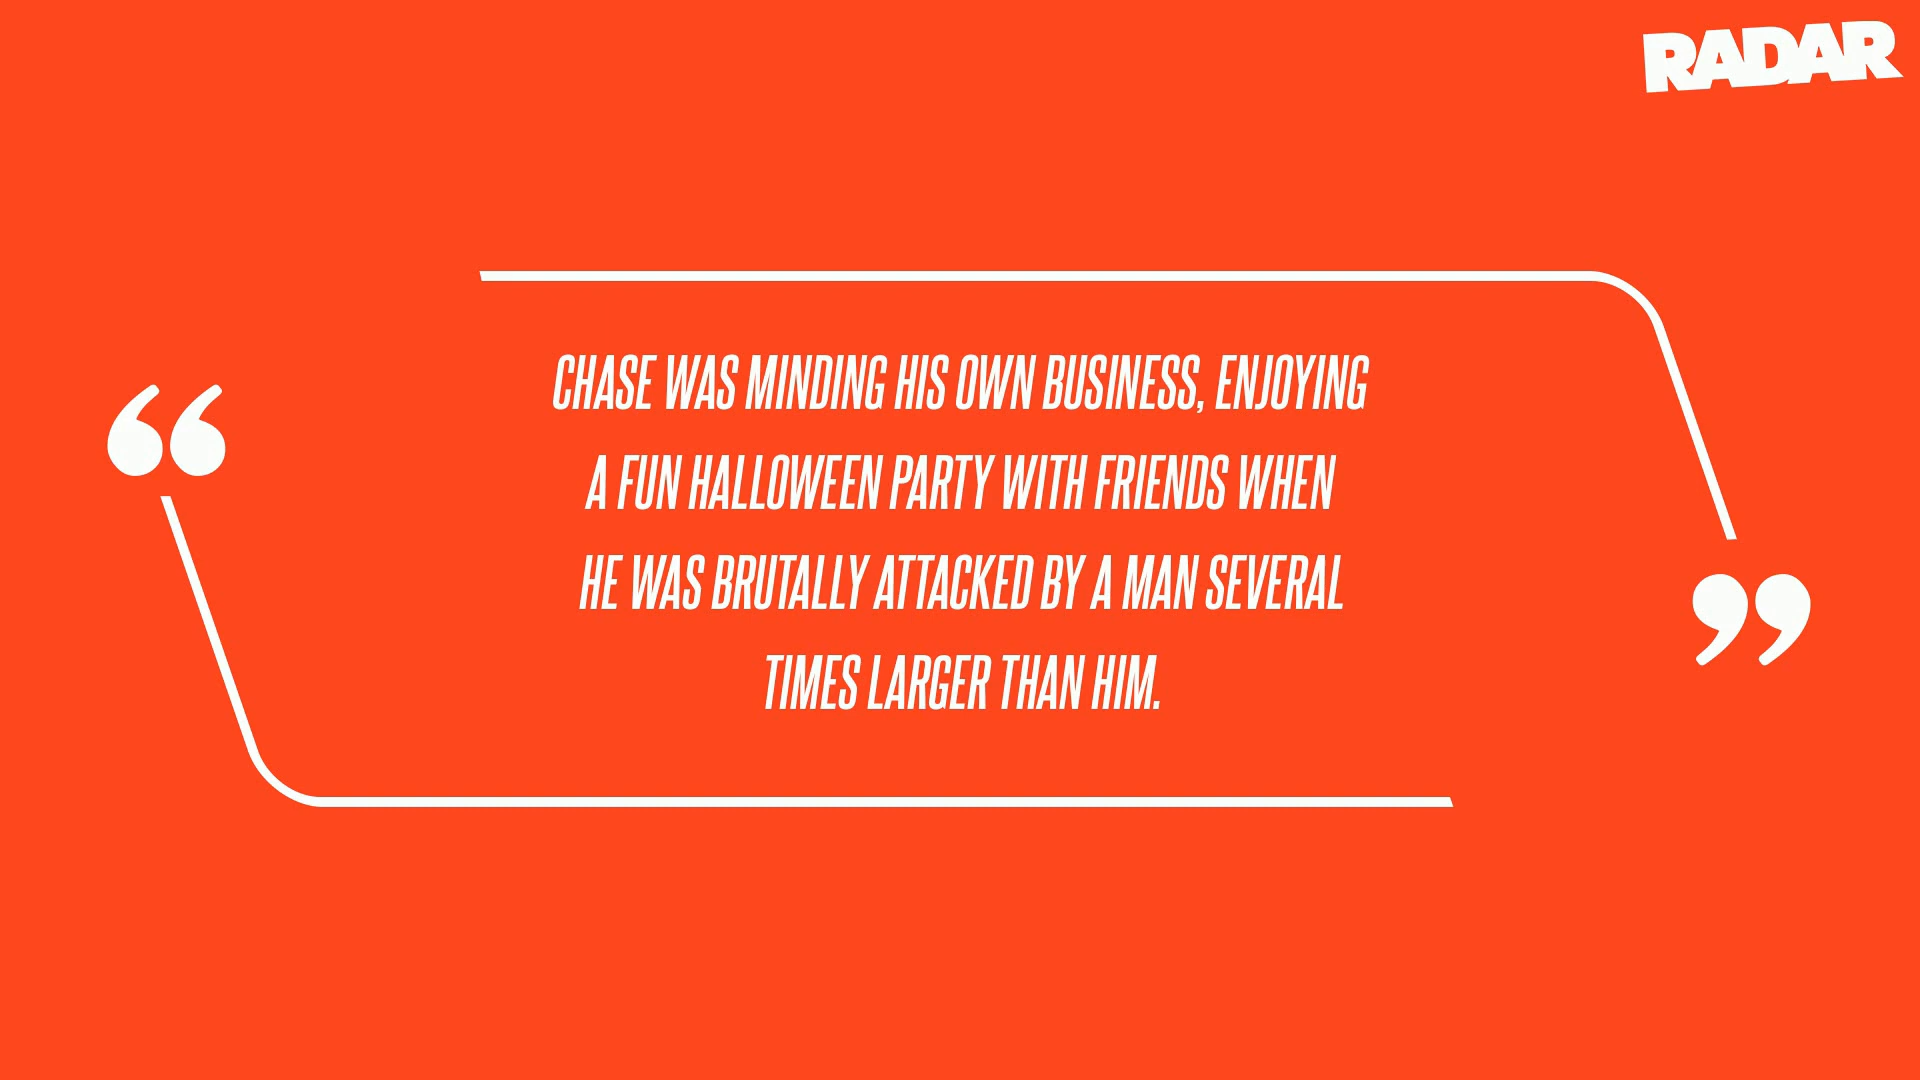 RADAR
“
CHASE WAS MINDING HIS OWN BUSINESS, ENJOYING
A FUN HALLOWEEN PARTY WITH FRIENDS WHEN
HE WAS BRUTALLY ATTACKED BY A MAN SEVERAL
TIMES LARGER THAN HIM.
”